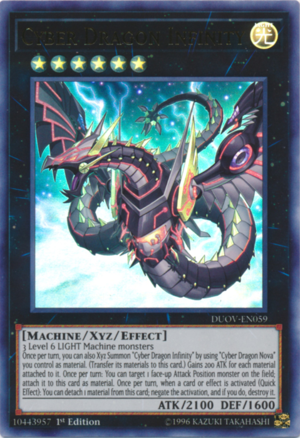 CYBER DRAGON INFINITY
光
DUOV-EN059
[MACHINE/XYZ/EFFECT]
3 Level 6 LIGHT Machine monsters
Once per turn, you can also Xyz Summon "Cyber Dragon Infinity" by using "Cyber Dragon Nova"
you control as material. (Transfer its materials to this card.) Gains 200 ATK for each material
attached to it. Once per turn: You can target 1 face-up Attack Position monster on the field;
attach it to this card as material. Once per turn, when a card or effect is activated (Quick
Effect): You can detach 1 material from this card; negate the activation, and if you do, destroy it.
ATK/2100 DEF/1600
10443957 1st Edition ©1996 KAZUKI TAKAHASHI